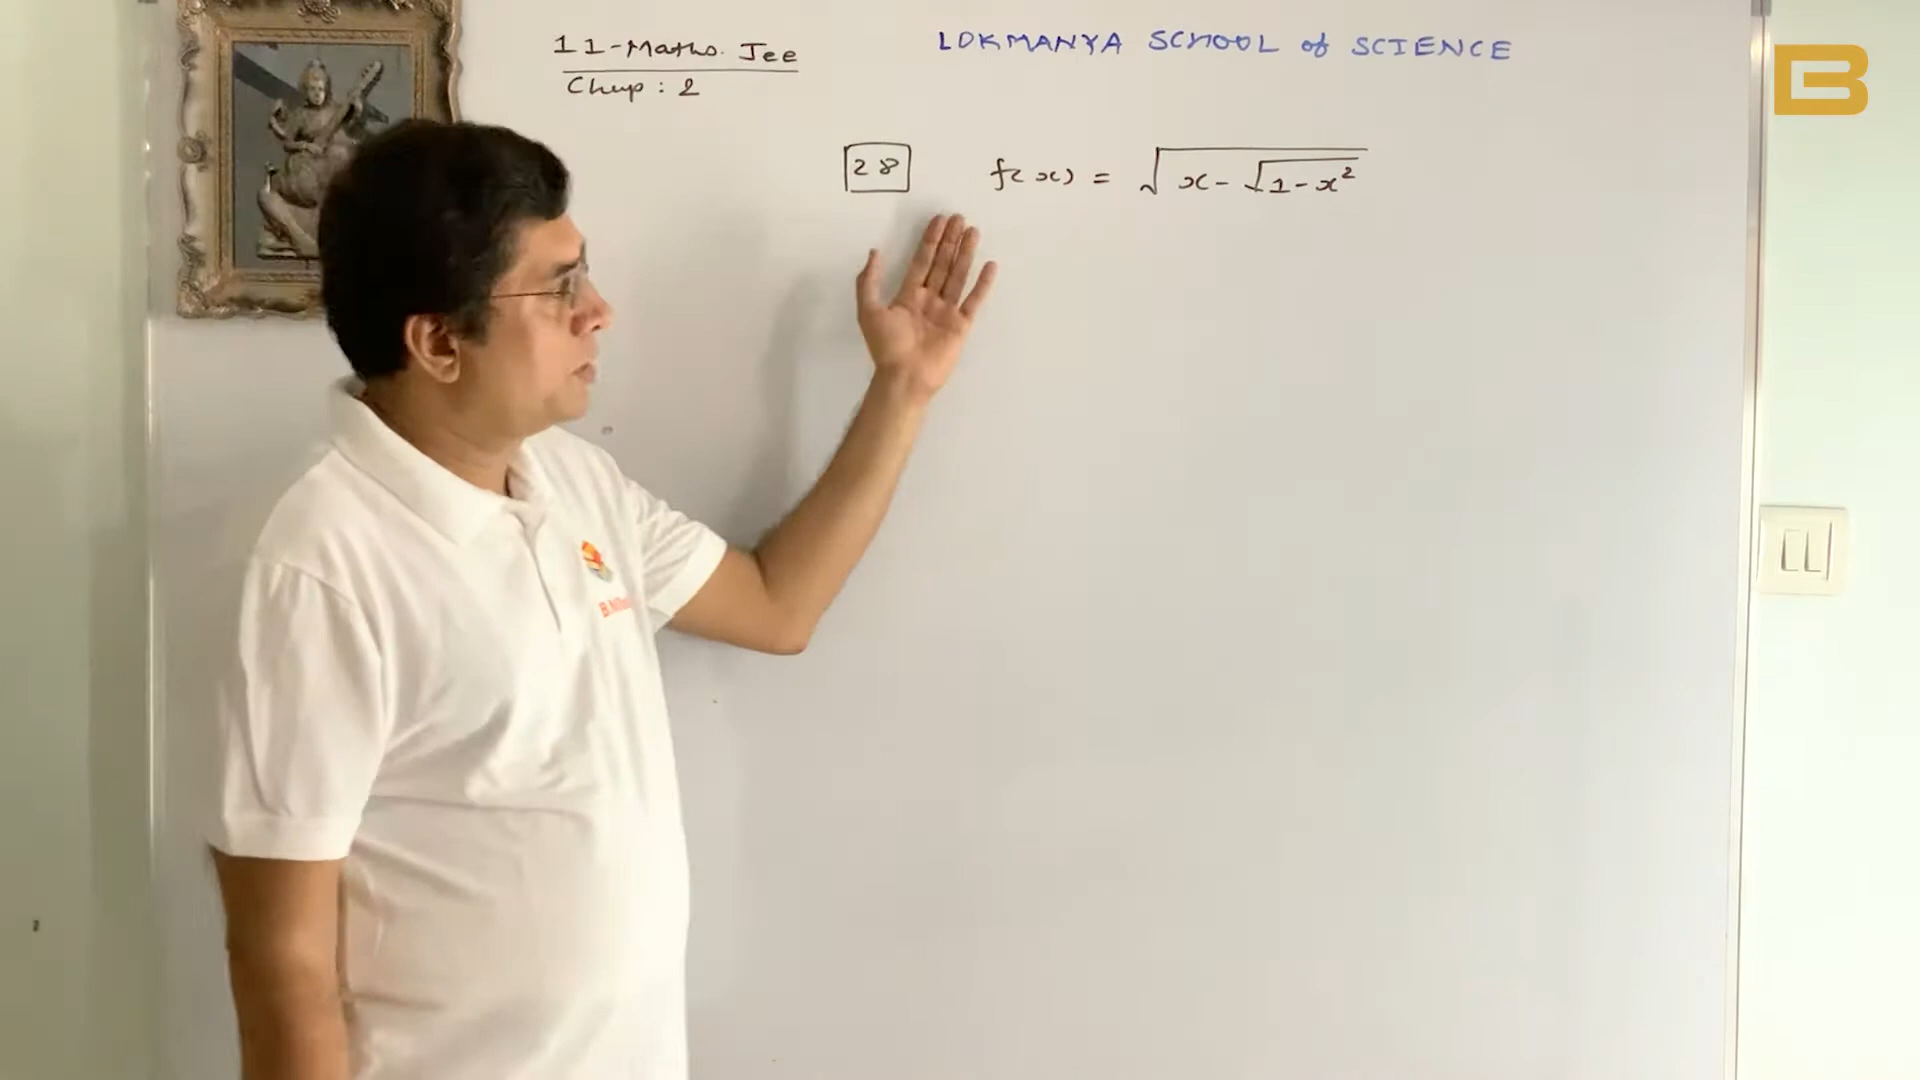 11-Maths. Jee
Chap : 2
LOKMANYA SCHOOL of SCIENCE
28 f(x) = √(x - √(1 - x²))
B